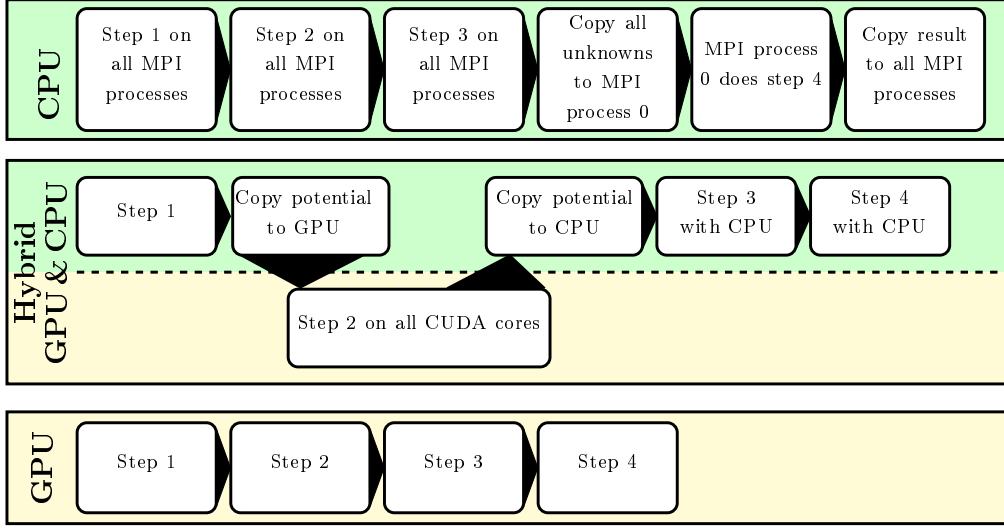 CPU
Step 1 on
all MPI
processes
Step 2 on
all MPI
processes
Step 3 on
all MPI
processes
Copy all
unknowns
to MPI
process 0
MPI process
0 does step 4
Copy result
to all MPI
processes
Hybrid
GPU & CPU
Step 1
Copy potential
to GPU
Step 2 on all CUDA cores
Copy potential
to CPU
Step 3
with CPU
Step 4
with CPU
GPU
Step 1
Step 2
Step 3
Step 4